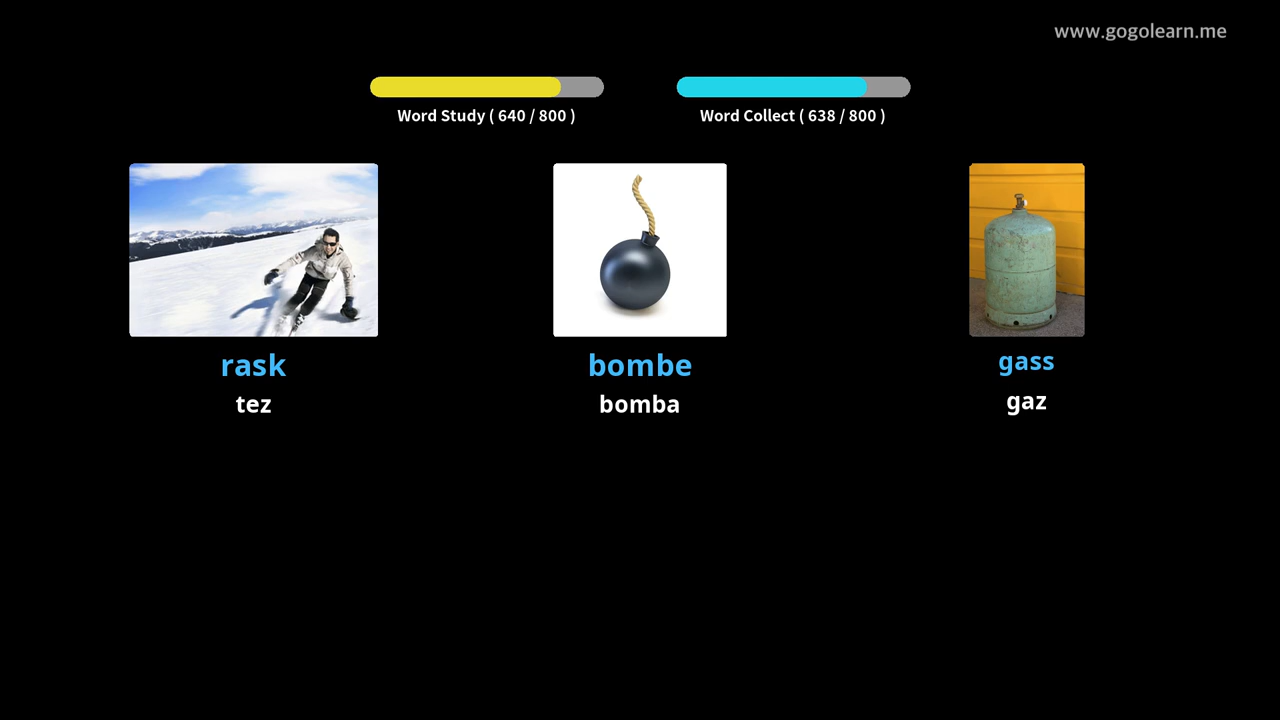 www.gogolearn.me
Word Study ( 640 / 800 )
Word Collect ( 638 / 800 )
rask
tez
bombe
bomba
gass
gaz